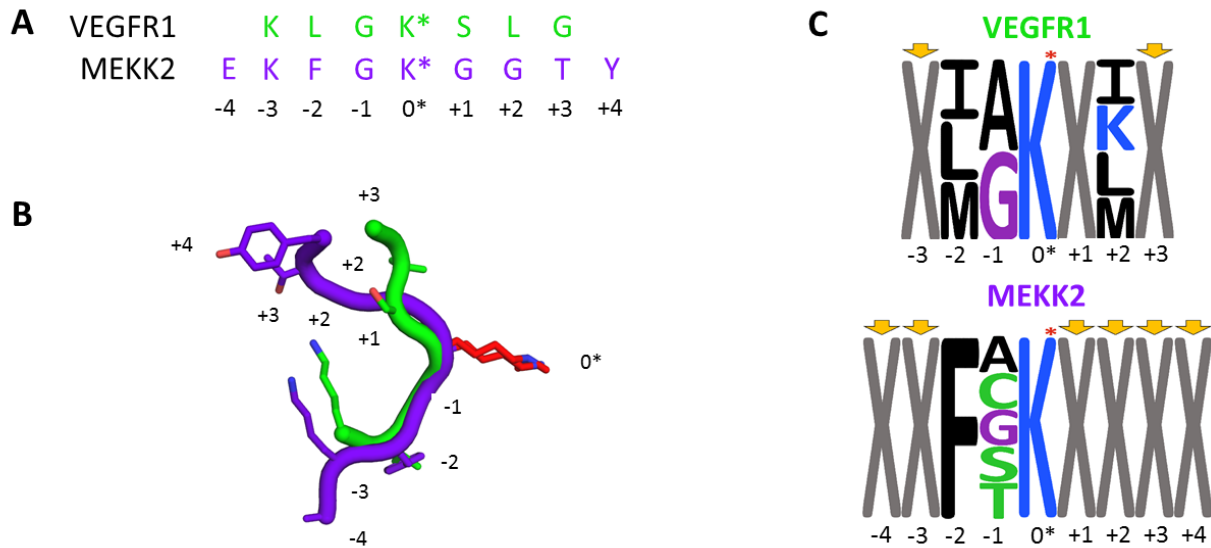 A
VEGFR1 K L G K* S L G
MEKK2 E K F G K* G G T Y
-4 -3 -2 -1 0* +1 +2 +3 +4
B
+3
+4
+2
+3
+2
+1
0*
-1
-2
-3
-4
C
VEGFR1
*
X I L M A G K X I K L M X
-3 -2 -1 0* +1 +2 +3
MEKK2
*
X X F A C G S T K X X X X
-4 -3 -2 -1 0* +1 +2 +3 +4